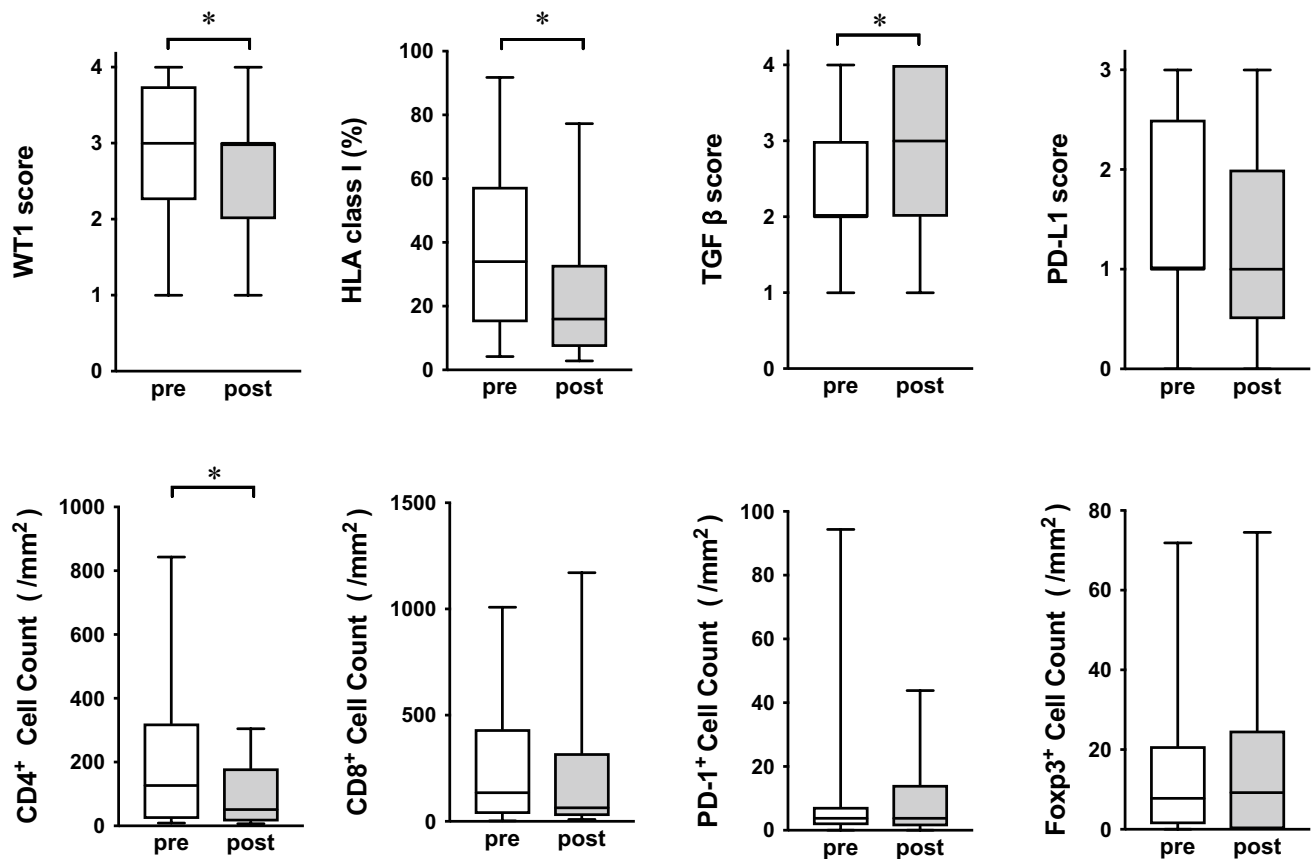 *
WT1 score
4
3
2
1
0
pre post
*
HLA class I (%)
100
80
60
40
20
0
pre post
*
TGF β score
4
3
2
1
0
pre post
PD-L1 score
3
2
1
0
pre post
*
CD4⁺ Cell Count ( /mm²)
1000
800
600
400
200
0
pre post
CD8⁺ Cell Count ( /mm²)
1500
1000
500
0
pre post
PD-1⁺ Cell Count ( /mm²)
100
80
60
40
20
0
pre post
Foxp3⁺ Cell Count ( /mm²)
80
60
40
20
0
pre post